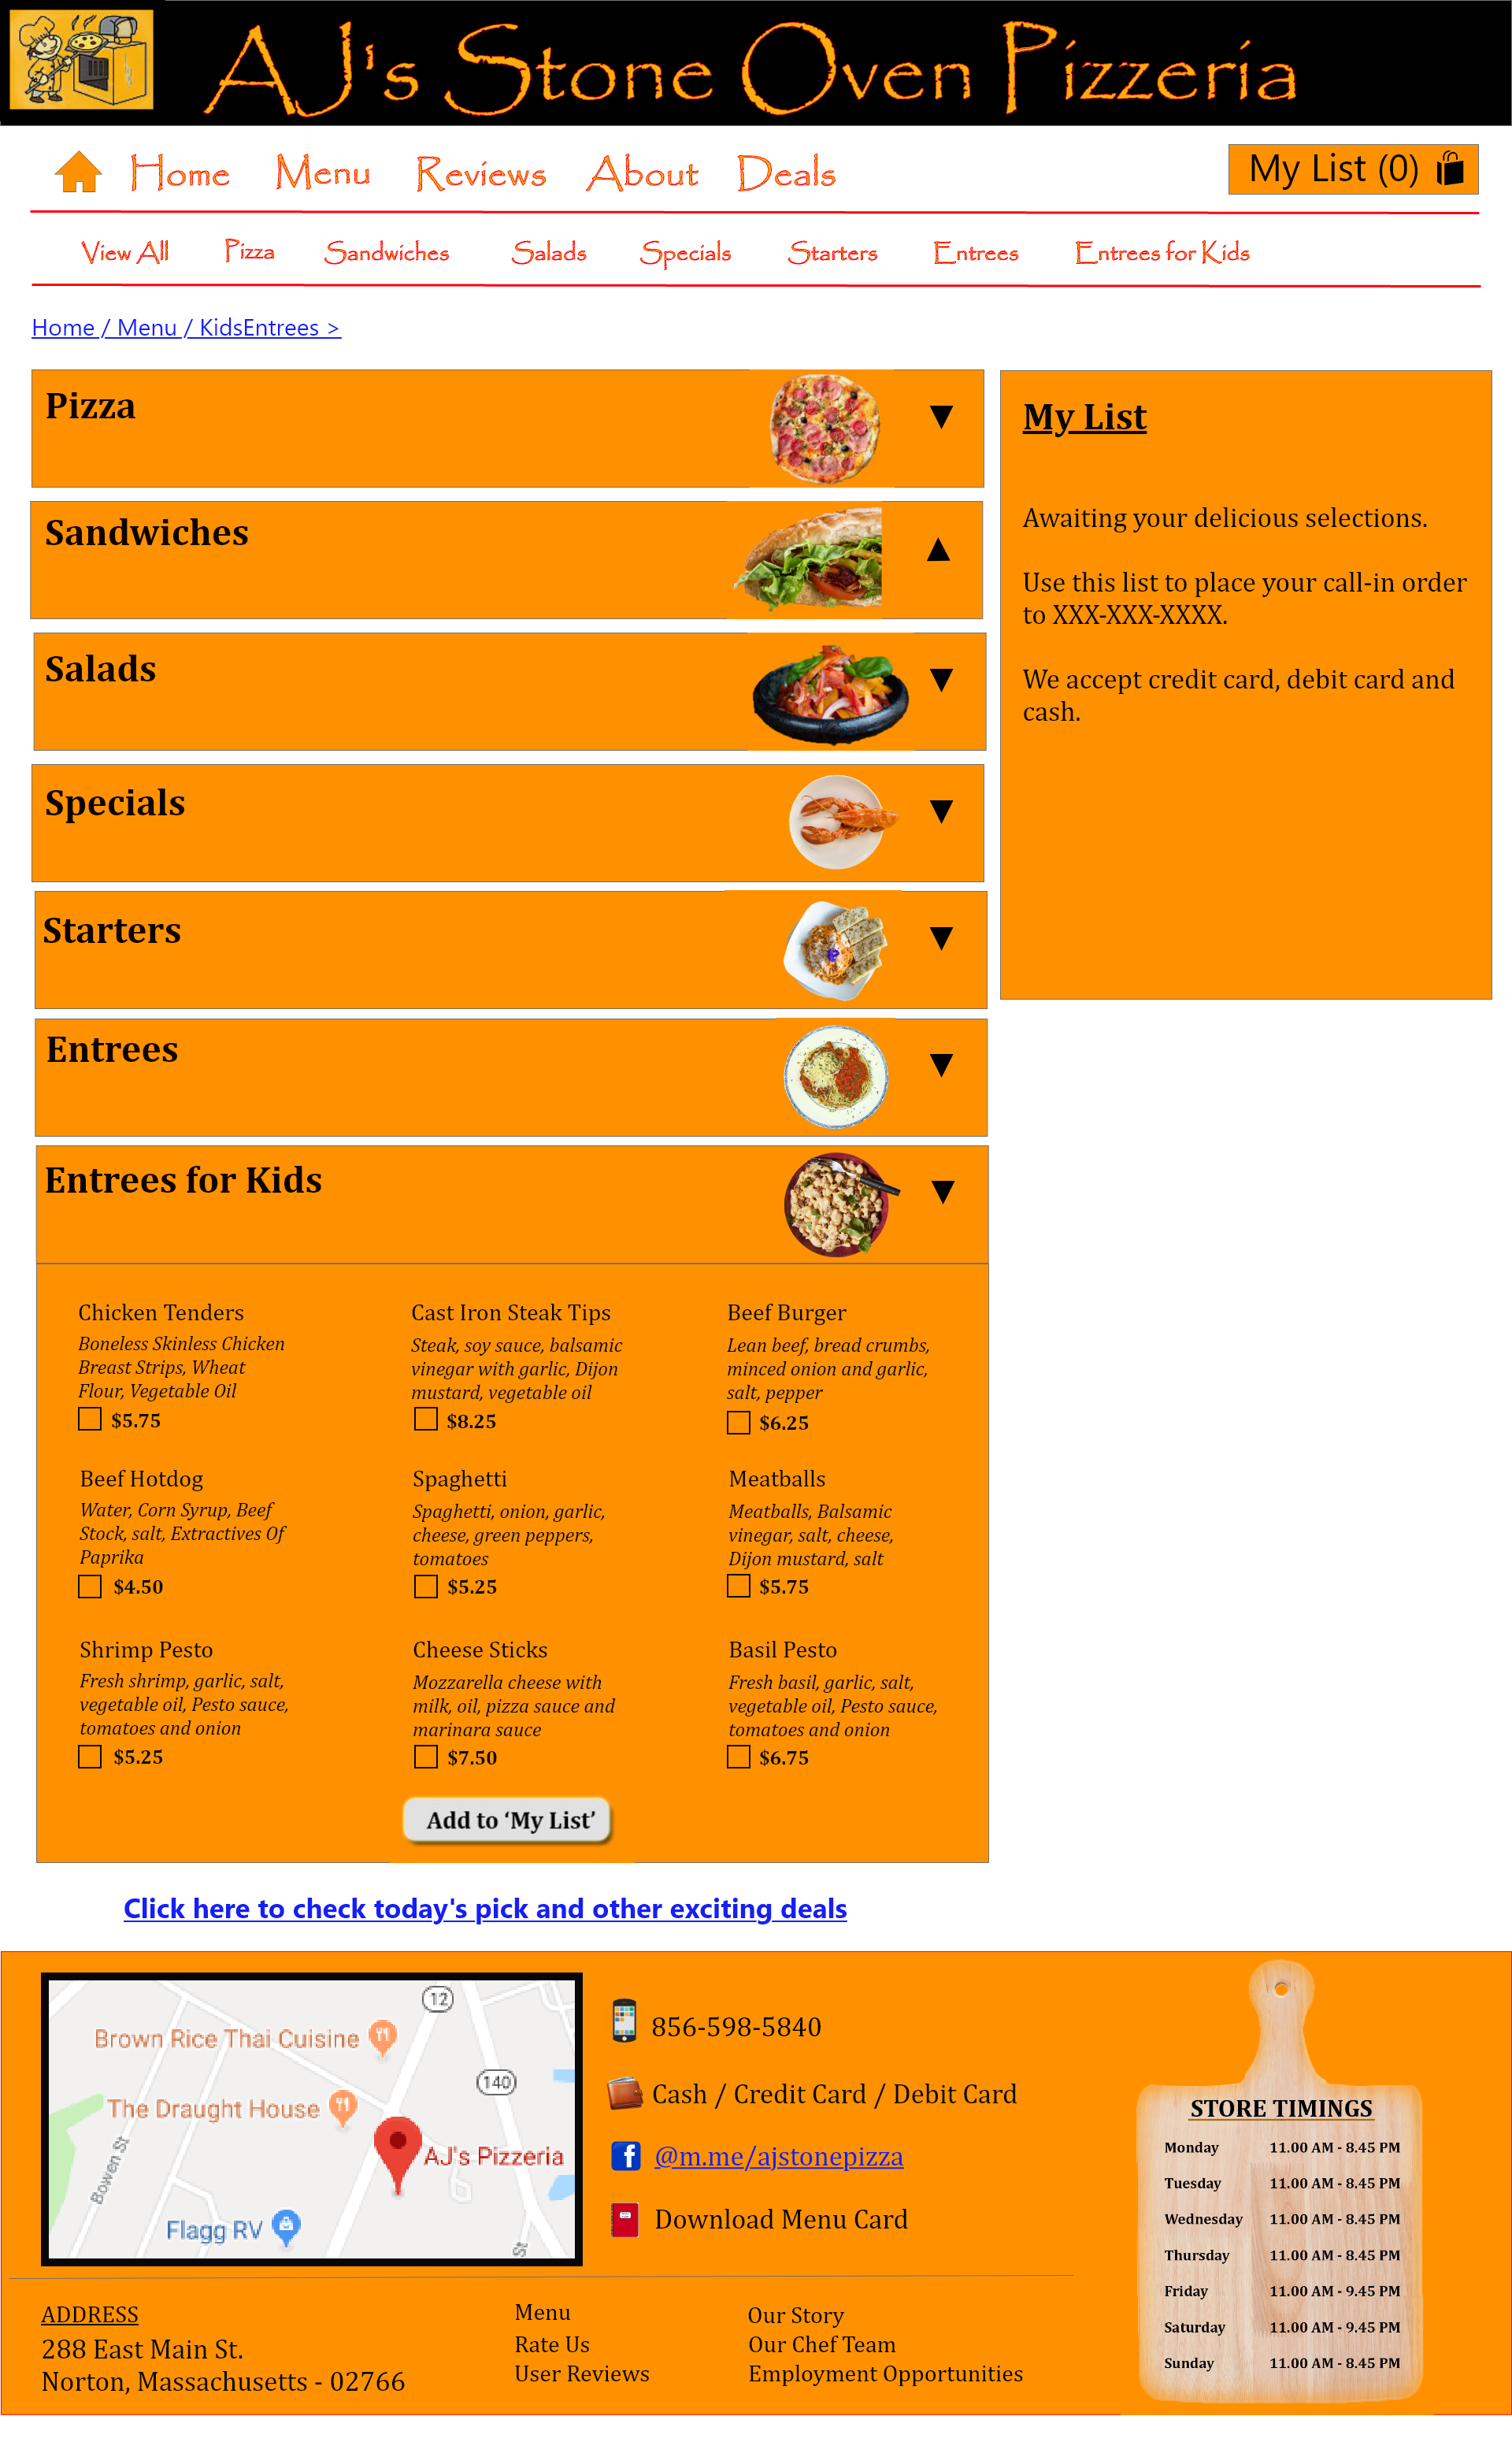 AJ's Stone Oven Pizzeria
Home Menu Reviews About Deals
My List (0)
View All Pizza Sandwiches Salads Specials Starters Entrees Entrees for Kids
Home / Menu / KidsEntrees >
Pizza
Sandwiches
Salads
Specials
Starters
Entrees
Entrees for Kids
My List
Awaiting your delicious selections.
Use this list to place your call-in order
to XXX-XXX-XXXX.
We accept credit card, debit card and
cash.
Chicken Tenders
Boneless Skinless Chicken
Breast Strips, Wheat
Flour, Vegetable Oil
$5.75
Cast Iron Steak Tips
Steak, soy sauce, balsamic
vinegar with garlic, Dijon
mustard, vegetable oil
$8.25
Beef Burger
Lean beef, bread crumbs,
minced onion and garlic,
salt, pepper
$6.25
Beef Hotdog
Water, Corn Syrup, Beef
Stock, salt, Extractives Of
Paprika
$4.50
Spaghetti
Spaghetti, onion, garlic,
cheese, green peppers,
tomatoes
$5.25
Meatballs
Meatballs, Balsamic
vinegar, salt, cheese,
Dijon mustard, salt
$5.75
Shrimp Pesto
Fresh shrimp, garlic, salt,
vegetable oil, Pesto sauce,
tomatoes and onion
$5.25
Cheese Sticks
Mozzarella cheese with
milk, oil, pizza sauce and
marinara sauce
$7.50
Basil Pesto
Fresh basil, garlic, salt,
vegetable oil, Pesto sauce,
tomatoes and onion
$6.75
Add to ‘My List’
Click here to check today's pick and other exciting deals
12
Brown Rice Thai Cuisine
140
The Draught House
AJ's Pizzeria
Bowen St
Flagg RV
St
856-598-5840
Cash / Credit Card / Debit Card
@m.me/ajstonepizza
Download Menu Card
STORE TIMINGS
Monday 11.00 AM - 8.45 PM
Tuesday 11.00 AM - 8.45 PM
Wednesday 11.00 AM - 8.45 PM
Thursday 11.00 AM - 8.45 PM
Friday 11.00 AM - 9.45 PM
Saturday 11.00 AM - 9.45 PM
Sunday 11.00 AM - 8.45 PM
ADDRESS
288 East Main St.
Norton, Massachusetts - 02766
Menu
Rate Us
User Reviews
Our Story
Our Chef Team
Employment Opportunities